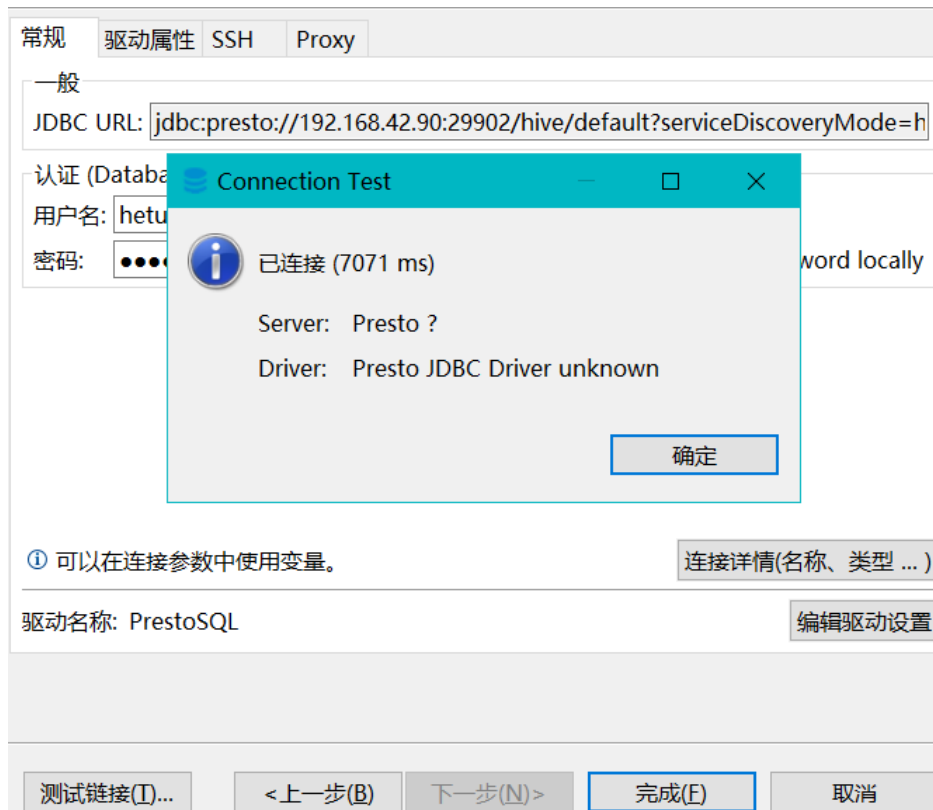 常规 驱动属性 SSH Proxy
一般
JDBC URL: jdbc:presto://192.168.42.90:29902/hive/default?serviceDiscoveryMode=h
认证 (Databa
Connection Test
用户名: hetu
密码: ●●●●
word locally
已连接 (7071 ms)
Server: Presto ?
Driver: Presto JDBC Driver unknown
确定
可以在连接参数中使用变量。
连接详情(名称、类型 ... )
驱动名称: PrestoSQL
编辑驱动设置
测试链接(T)... <上一步(B) 下一步(N)> 完成(F) 取消